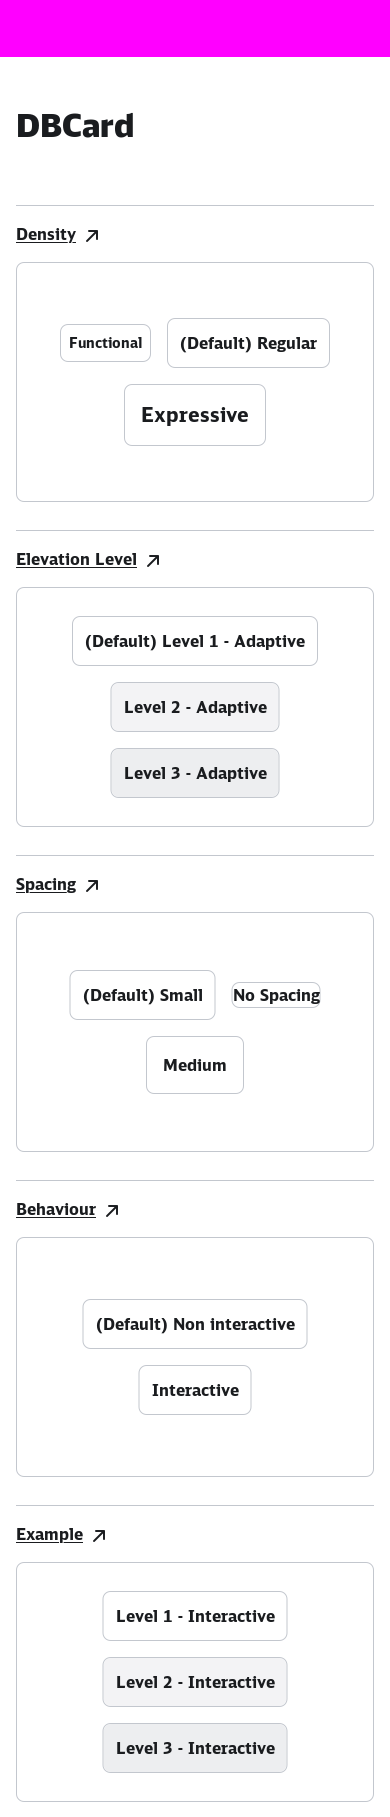 DBCard
Density
Functional
(Default) Regular
Expressive
Elevation Level
(Default) Level 1 - Adaptive
Level 2 - Adaptive
Level 3 - Adaptive
Spacing
(Default) Small
No Spacing
Medium
Behaviour
(Default) Non interactive
Interactive
Example
Level 1 - Interactive
Level 2 - Interactive
Level 3 - Interactive